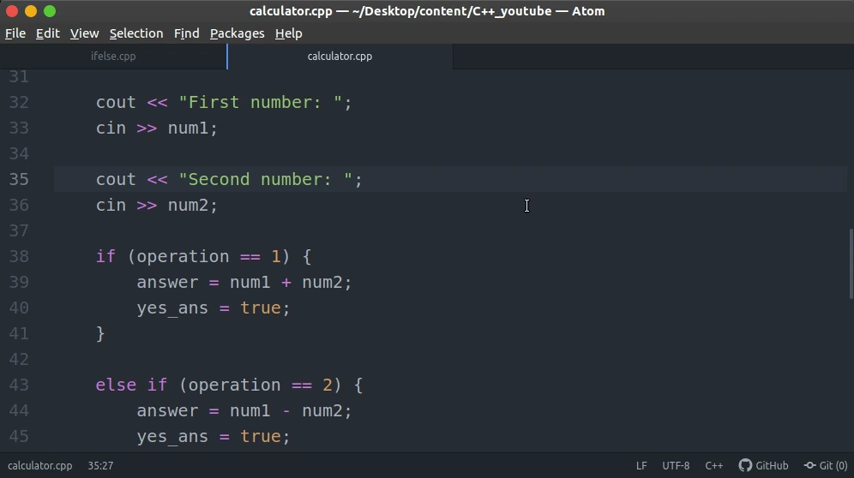 calculator.cpp — ~/Desktop/content/C++_youtube — Atom
File Edit View Selection Find Packages Help
ifelse.cpp calculator.cpp
31
32 cout << "First number: ";
33 cin >> num1;
34
35 cout << "Second number: ";
36 cin >> num2;
37
38 if (operation == 1) {
39 answer = num1 + num2;
40 yes_ans = true;
41 }
42
43 else if (operation == 2) {
44 answer = num1 - num2;
45 yes_ans = true;
calculator.cpp 35:27 LF UTF-8 C++ GitHub Git (0)